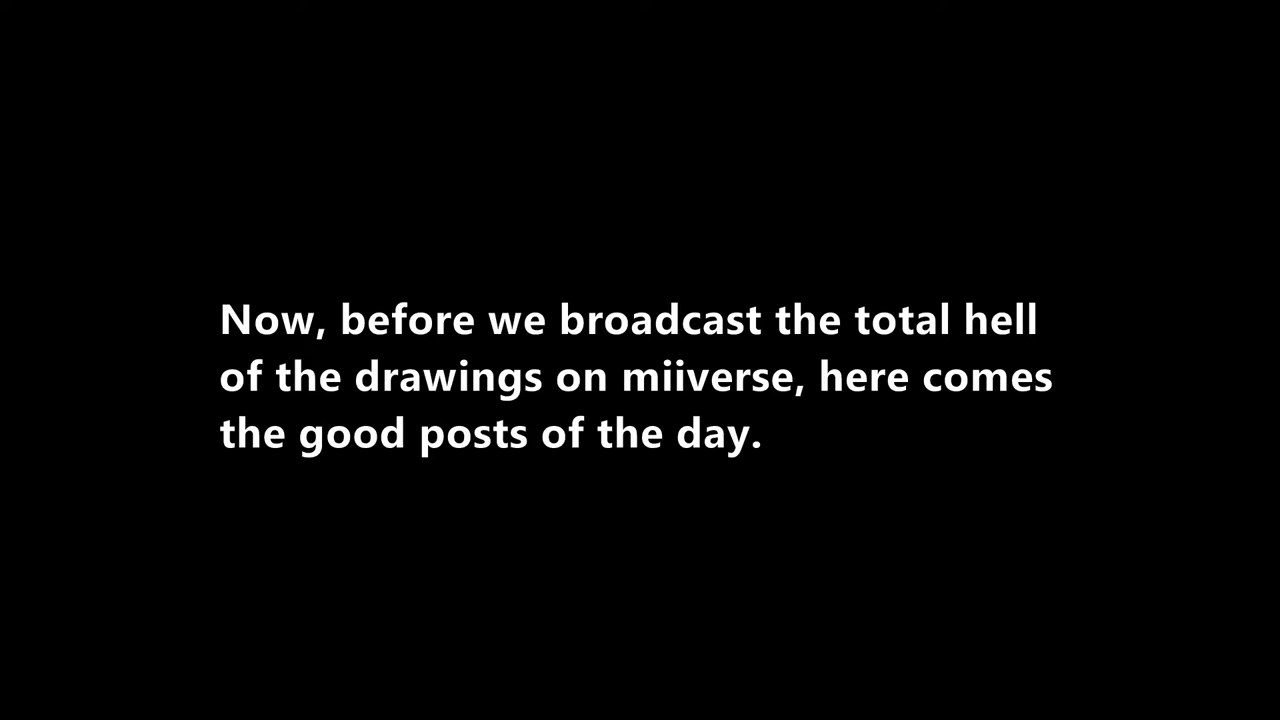 Now, before we broadcast the total hell
of the drawings on miiverse, here comes
the good posts of the day.